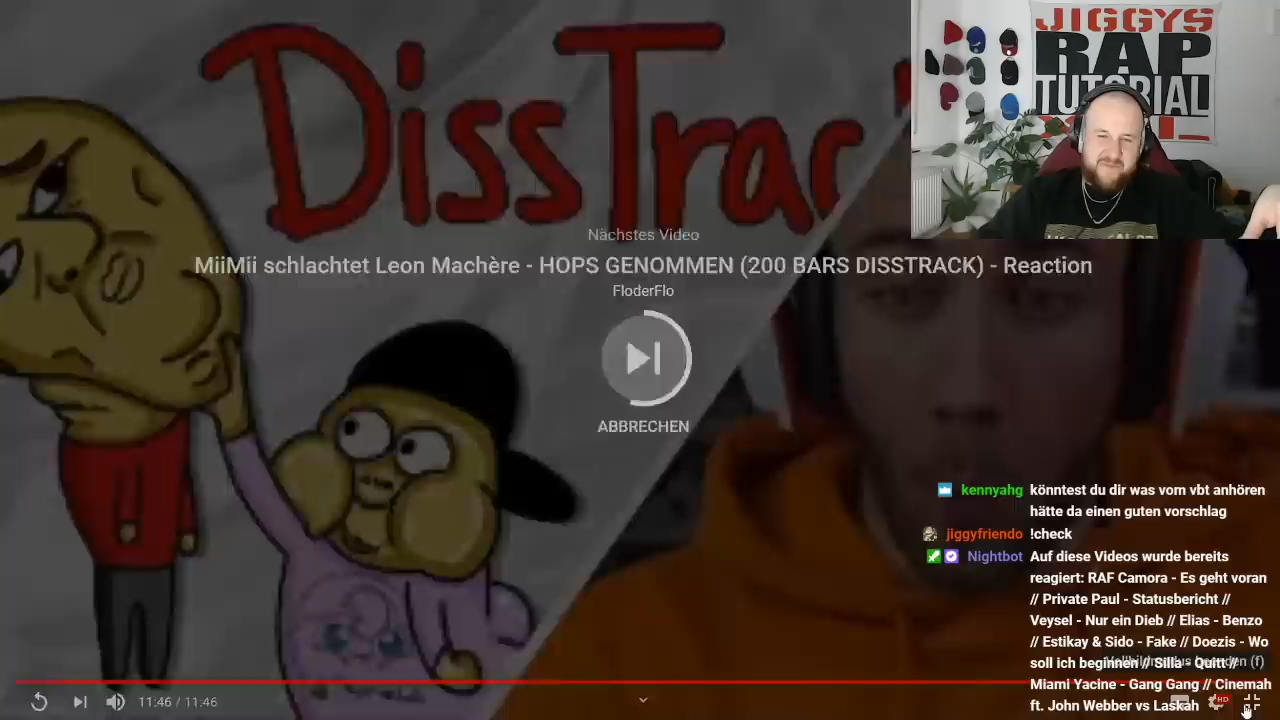 DissTrac
JIGGYS
RAP
TUTORIAL
Nächstes Video
MiiMii schlachtet Leon Machère - HOPS GENOMMEN (200 BARS DISSTRACK) - Reaction
FloderFlo
ABBRECHEN
kennyahg könntest du dir was vom vbt anhören
hätte da einen guten vorschlag
jiggyfriendo !check
Nightbot Auf diese Videos wurde bereits
reagiert: RAF Camora - Es geht voran
// Private Paul - Statusbericht //
Veysel - Nur ein Dieb // Elias - Benzo
// Estikay & Sido - Fake // Doezis - Wo
soll ich beginnen // Silla - Quitt //
Miami Yacine - Gang Gang // Cinemah
ft. John Webber vs Laskah
Vollbildmodus beenden (f)
11:46 / 11:46
HD